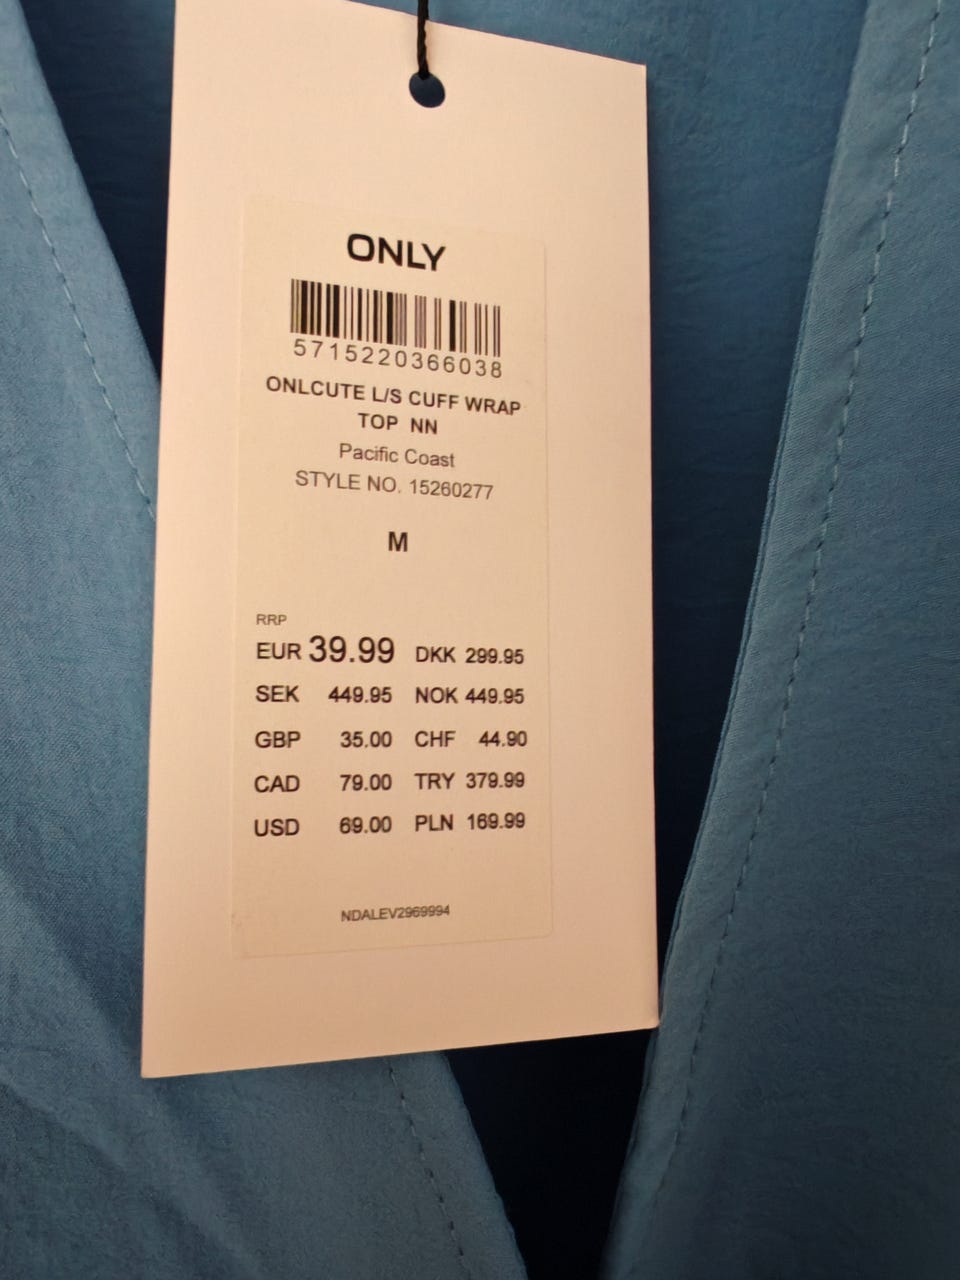 ONLY
5715220366038
ONLCUTE L/S CUFF WRAP
TOP NN
Pacific Coast
STYLE NO. 15260277
M
RRP
EUR 39.99 DKK 299.95
SEK 449.95 NOK 449.95
GBP 35.00 CHF 44.90
CAD 79.00 TRY 379.99
USD 69.00 PLN 169.99
NDALEV2969994